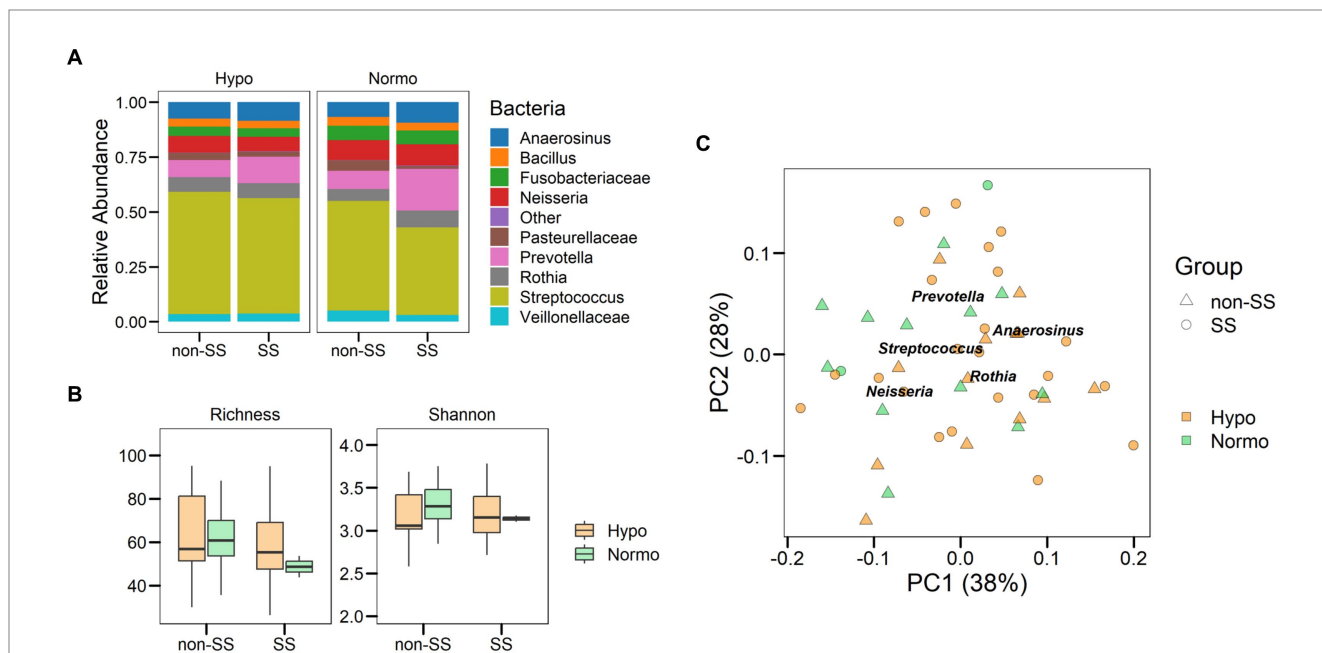 A
Hypo
Normo
Relative Abundance
1.00
0.75
0.50
0.25
0.00
non-SS
SS
non-SS
SS
Bacteria
Anaerosinus
Bacillus
Fusobacteriaceae
Neisseria
Other
Pasteurellaceae
Prevotella
Rothia
Streptococcus
Veillonellaceae
B
Richness
Shannon
100
80
60
40
4.0
3.5
3.0
2.5
2.0
non-SS
SS
non-SS
SS
Hypo
Normo
C
PC2 (28%)
0.1
0.0
-0.1
Prevotella
Anaerosinus
Streptococcus
Rothia
Neisseria
-0.2
-0.1
0.0
0.1
0.2
PC1 (38%)
Group
non-SS
SS
Hypo
Normo